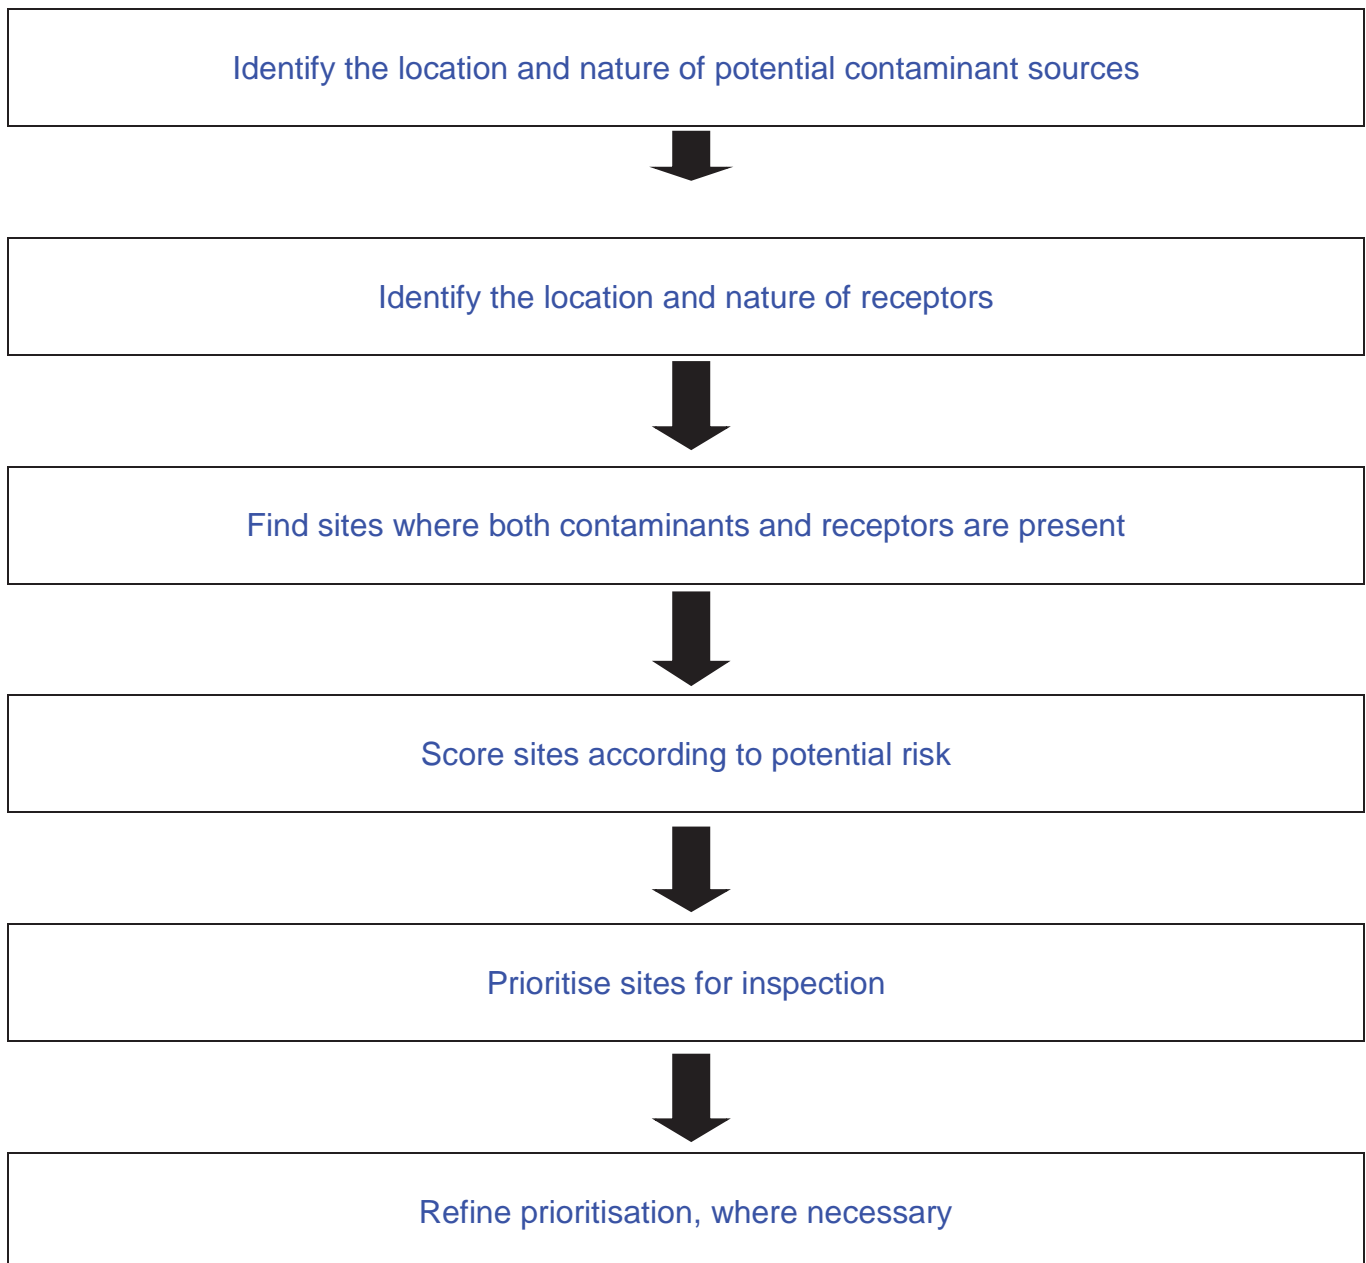 Identify the location and nature of potential contaminant sources
Identify the location and nature of receptors
Find sites where both contaminants and receptors are present
Score sites according to potential risk
Prioritise sites for inspection
Refine prioritisation, where necessary